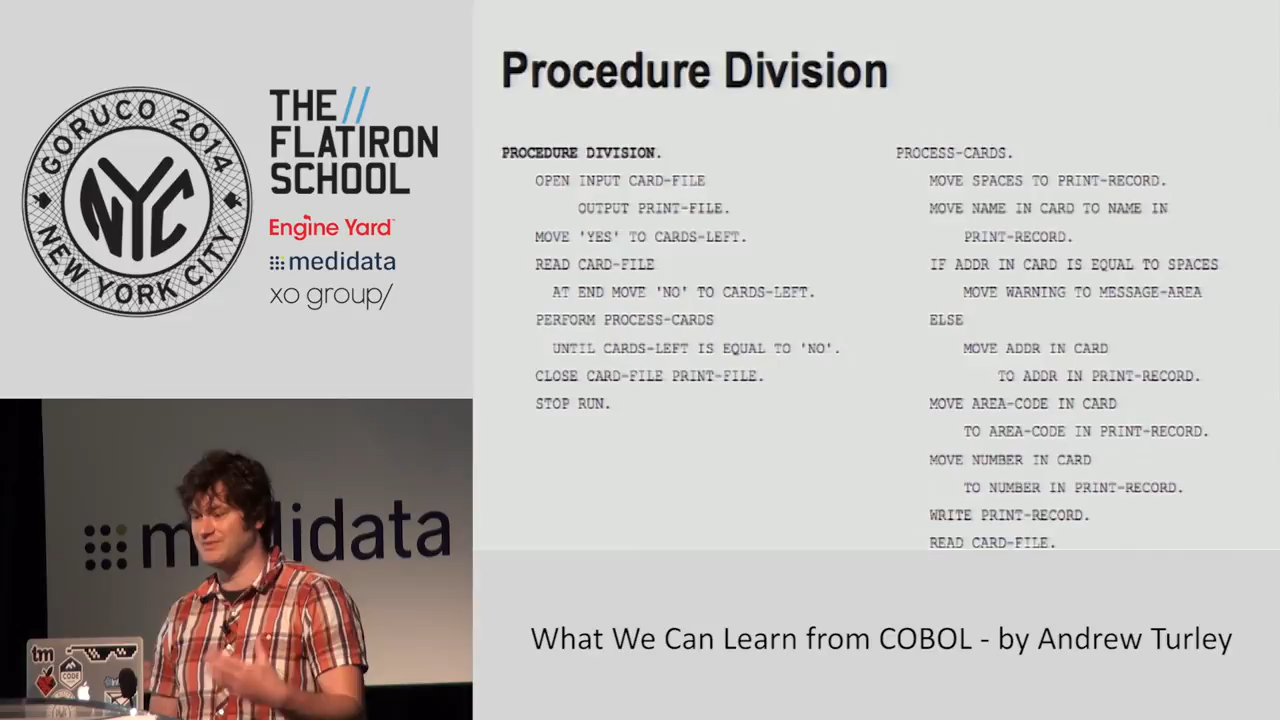 GORUCO 2014
NYC
NEW YORK CITY
THE //
FLATIRON
SCHOOL
Engine Yard
medidata
xo group/
Procedure Division
PROCEDURE DIVISION.
OPEN INPUT CARD-FILE
OUTPUT PRINT-FILE.
MOVE 'YES' TO CARDS-LEFT.
READ CARD-FILE
AT END MOVE 'NO' TO CARDS-LEFT.
PERFORM PROCESS-CARDS
UNTIL CARDS-LEFT IS EQUAL TO 'NO'.
CLOSE CARD-FILE PRINT-FILE.
STOP RUN.
PROCESS-CARDS.
MOVE SPACES TO PRINT-RECORD.
MOVE NAME IN CARD TO NAME IN
PRINT-RECORD.
IF ADDR IN CARD IS EQUAL TO SPACES
MOVE WARNING TO MESSAGE-AREA
ELSE
MOVE ADDR IN CARD
TO ADDR IN PRINT-RECORD.
MOVE AREA-CODE IN CARD
TO AREA-CODE IN PRINT-RECORD.
MOVE NUMBER IN CARD
TO NUMBER IN PRINT-RECORD.
WRITE PRINT-RECORD.
READ CARD-FILE.
medidata
tm
CODE
What We Can Learn from COBOL - by Andrew Turley